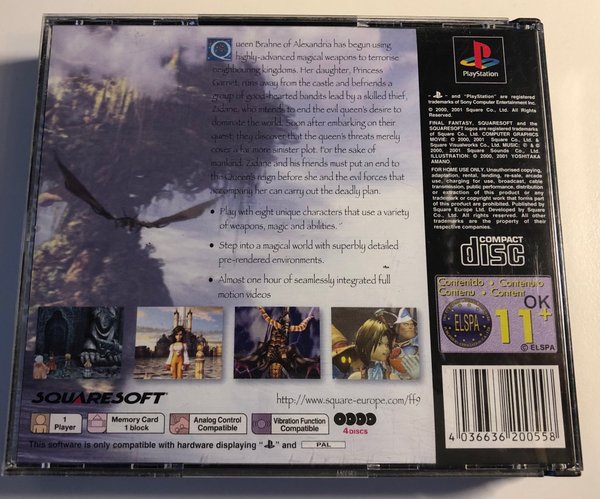 Queen Brahne of Alexandria has begun using
highly-advanced magical weapons to terrorise
neighbouring kingdoms. Her daughter, Princess
Garnet, runs away from the castle and befriends a
group of good-hearted bandits lead by a skilled thief,
Zidane, who intends to end the evil queen's desire to
dominate the world. Soon after embarking on their
quest, they discover that the queen's threats merely
cover a far more sinister plot. For the sake of
mankind, Zidane and his friends must put an end to
the Queen's reign before she and the evil forces that
accompany her can carry out the deadly plan.
• Play with eight unique characters that use a variety
of weapons, magic and abilities.
• Step into a magical world with superbly detailed
pre-rendered environments.
• Almost one hour of seamlessly integrated full
motion videos
SQUARESOFT
http://www.square-europe.com/ff9
1
Player
Memory Card
1 block
Analog Control
Compatible
Vibration Function
Compatible
4 DISCS
This software is only compatible with hardware displaying " " and PAL
PlayStation
" " and "PlayStation" are registered
trademarks of Sony Computer Entertainment Inc.
© 2000, 2001 Square Co., Ltd. All Rights
Reserved.
FINAL FANTASY, SQUARESOFT and the
SQUARESOFT logos are registered trademarks
of Square Co., Ltd. COMPUTER GRAPHICS
MOVIE: © 2000, 2001 Square Co., Ltd. &
Square Visualworks Co., Ltd. MUSIC: ℗ & ©
2000, 2001 Square Sounds Co., Ltd.
ILLUSTRATION: © 2000, 2001 YOSHITAKA
AMANO.
FOR HOME USE ONLY. Unauthorised copying,
adaptation, rental, lending, re-sale, arcade
use, charging for use, broadcast, cable
transmission, public performance, distribution
or extraction of this product or any
trademark or copyright work that forms part
of this product are prohibited. Published by
Square Europe Ltd. Developed by Square
Co., Ltd. All rights reserved. All other
trademarks are the property of their
respective companies.
COMPACT
disc
Contenido • Contenuto
Contenu • Content
OK
ELSPA
11+
© ELSPA
4 036636 200558